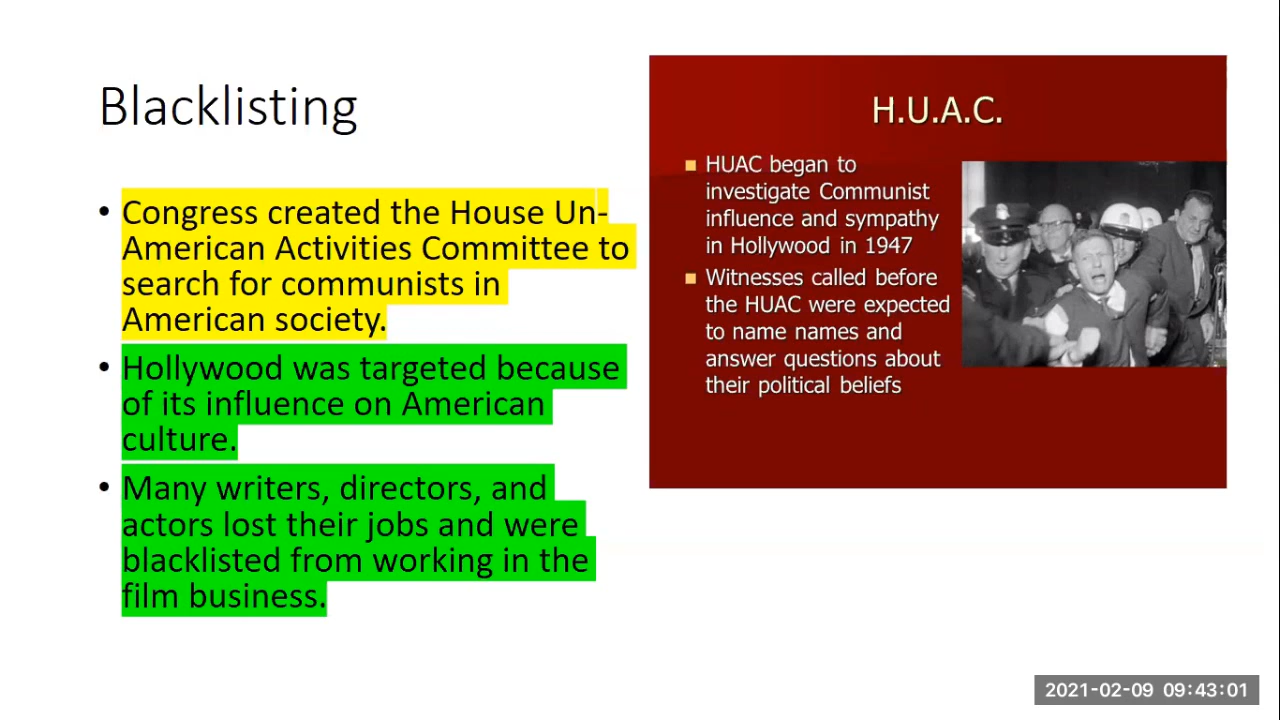 Blacklisting
• Congress created the House Un-
American Activities Committee to
search for communists in
American society.
• Hollywood was targeted because
of its influence on American
culture.
• Many writers, directors, and
actors lost their jobs and were
blacklisted from working in the
film business.
H.U.A.C.
HUAC began to
investigate Communist
influence and sympathy
in Hollywood in 1947
Witnesses called before
the HUAC were expected
to name names and
answer questions about
their political beliefs
2021-02-09 09:43:01